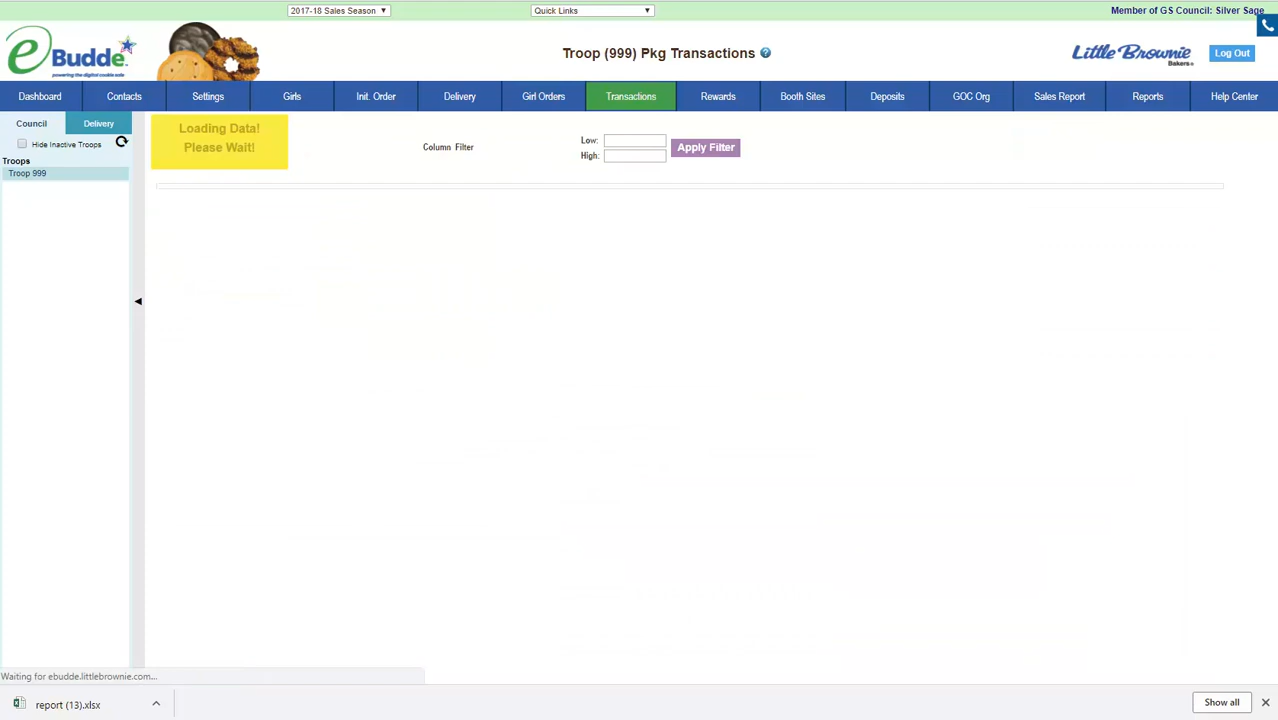 2017-18 Sales Season
Quick Links
Member of GS Council: Silver Sage
eBudde
powering the digital cookie sale
Troop (999) Pkg Transactions ?
Little Brownie
Bakers
Log Out
Dashboard Contacts Settings Girls Init. Order Delivery Girl Orders Transactions Rewards Booth Sites Deposits GOC Org Sales Report Reports Help Center
Council Delivery
Hide Inactive Troops
Troops
Troop 999
Loading Data!
Please Wait!
Column Filter
Low:
High:
Apply Filter
Waiting for ebudde.littlebrownie.com...
report (13).xlsx
Show all